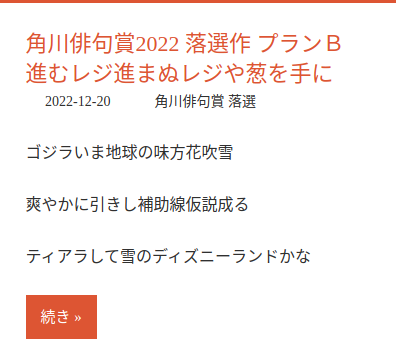 角川俳句賞2022 落選作 プランＢ
進むレジ進まぬレジや葱を手に
2022-12-20 角川俳句賞 落選
ゴジラいま地球の味方花吹雪
爽やかに引きし補助線仮説成る
ティアラして雪のディズニーランドかな
続き »